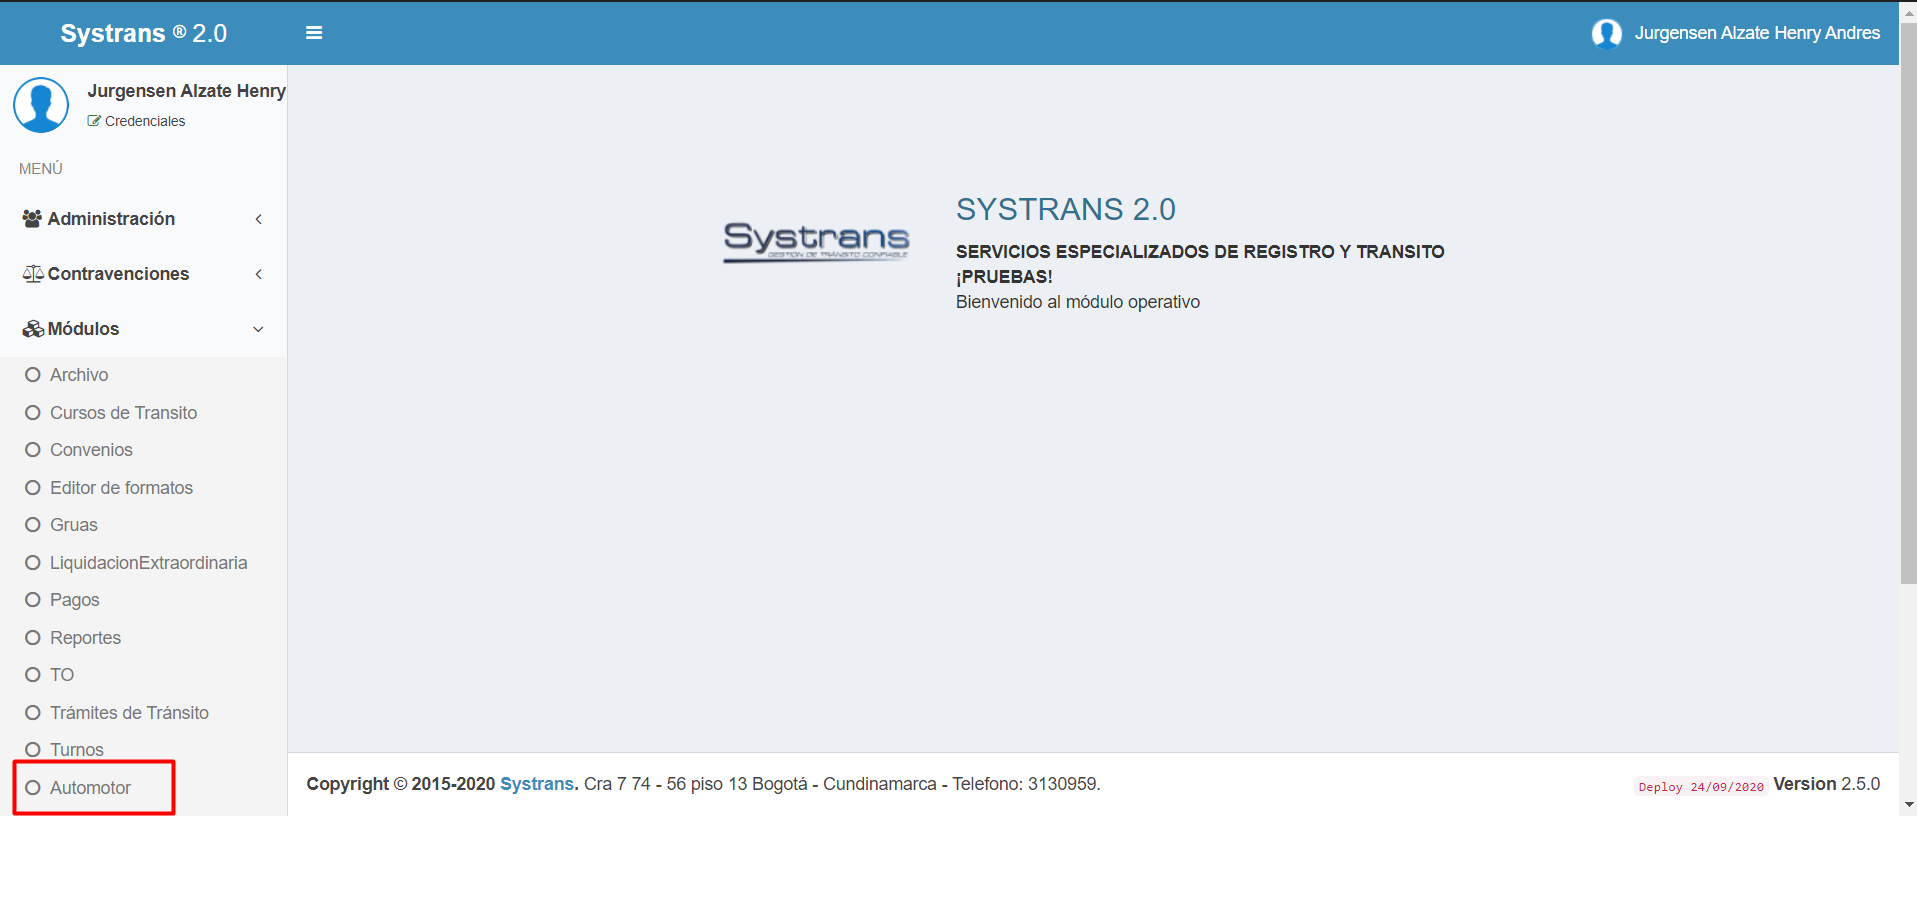 Systrans ® 2.0
Jurgensen Alzate Henry Andres
Jurgensen Alzate Henry
Credenciales
MENÚ
Administración
Contravenciones
Módulos
Archivo
Cursos de Transito
Convenios
Editor de formatos
Gruas
LiquidacionExtraordinaria
Pagos
Reportes
TO
Trámites de Tránsito
Turnos
Automotor
Systrans
GESTIÓN DE TRÁNSITO CONFIABLE
SYSTRANS 2.0
SERVICIOS ESPECIALIZADOS DE REGISTRO Y TRANSITO
¡PRUEBAS!
Bienvenido al módulo operativo
Copyright © 2015-2020 Systrans. Cra 7 74 - 56 piso 13 Bogotá - Cundinamarca - Telefono: 3130959.
Deploy 24/09/2020 Version 2.5.0